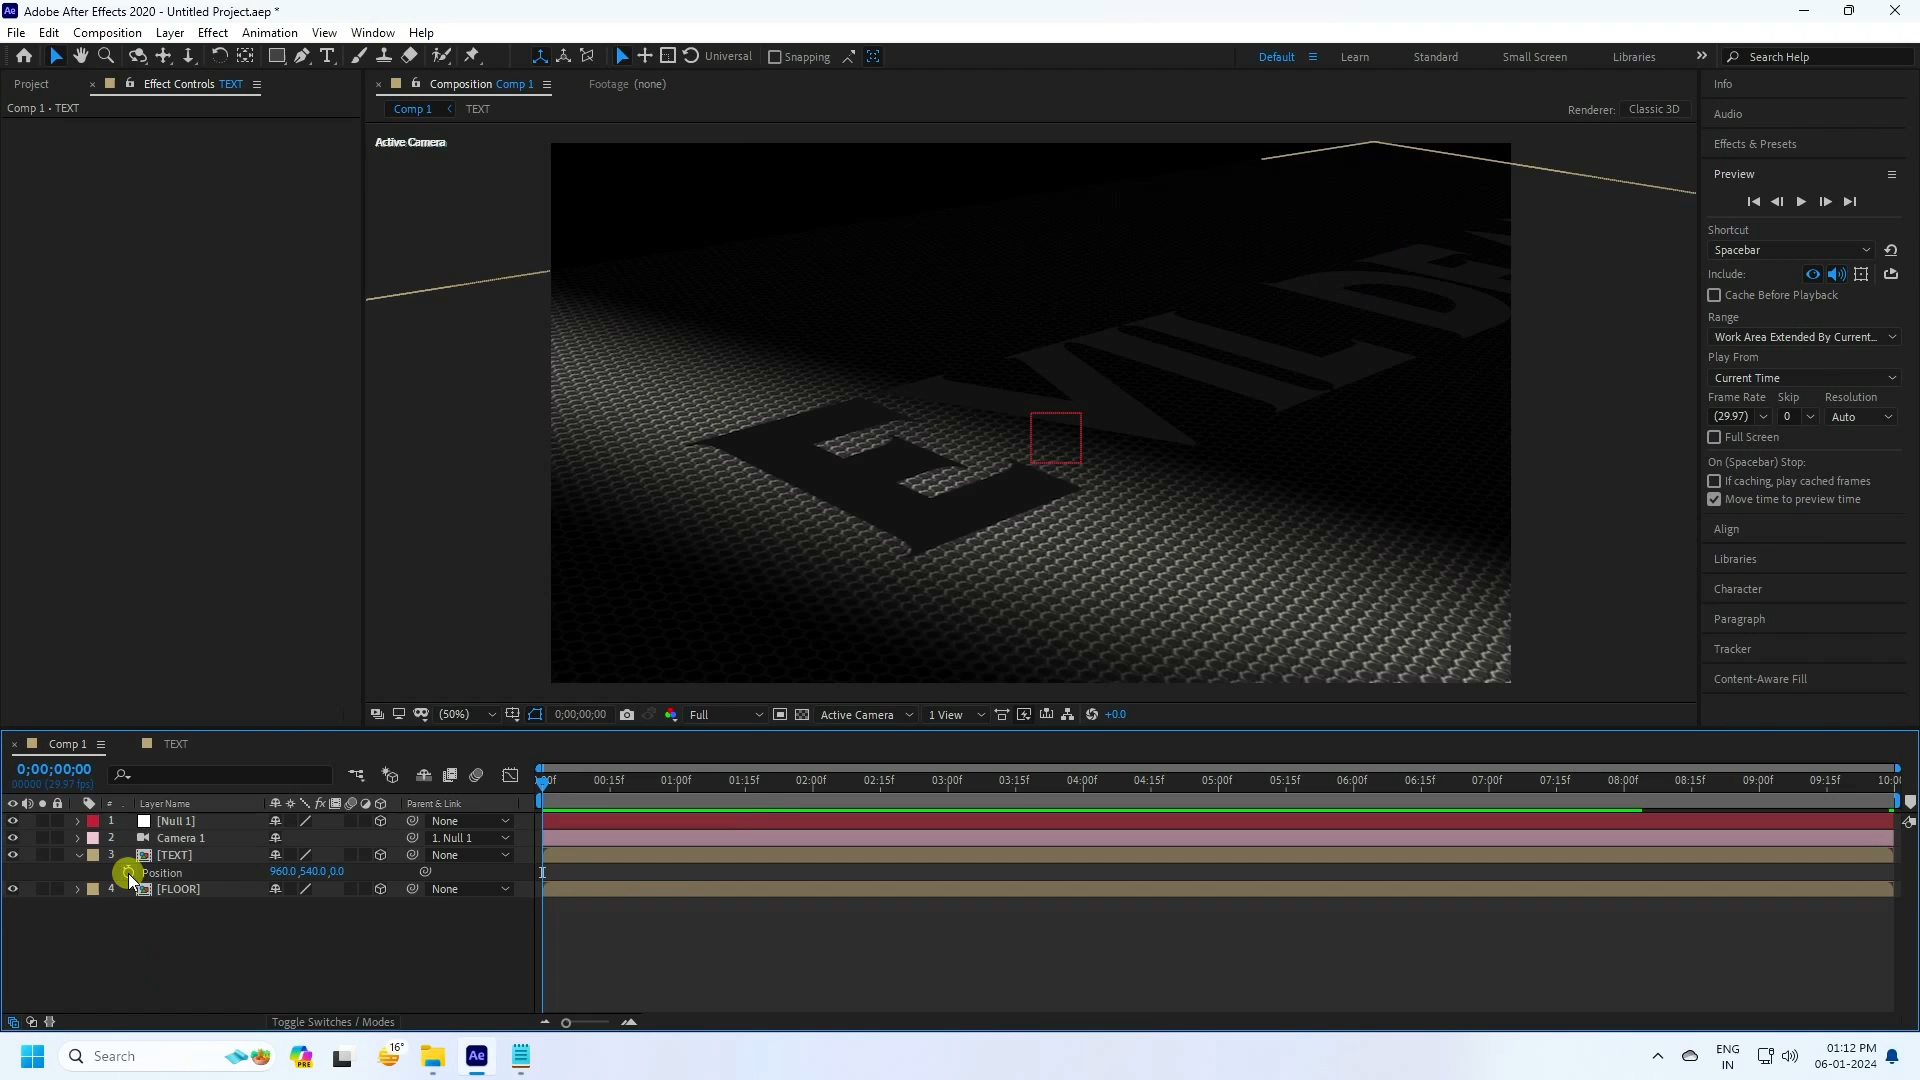 Adobe After Effects 2020 - Untitled Project.aep *
File Edit Composition Layer Effect Animation View Window Help
Universal Snapping Default Learn Standard Small Screen Libraries Search Help
Project Effect Controls TEXT Composition Comp 1 Footage (none) Info
Comp 1 • TEXT Comp 1 TEXT Renderer: Classic 3D
Audio
Active Camera
Effects & Presets
Preview
Shortcut
Spacebar
Include:
Cache Before Playback
Range
Work Area Extended By Current...
Play From
Current Time
Frame Rate Skip Resolution
(29.97) 0 Auto
Full Screen
On (Spacebar) Stop:
If caching, play cached frames
Move time to preview time
Align
Libraries
Character
Paragraph
Tracker
Content-Aware Fill
(50%) 0;00;00;00 Full Active Camera 1 View +0.0
Comp 1 TEXT
0;00;00;00
00000 (29.97 fps)
00f 00:15f 01:00f 01:15f 02:00f 02:15f 03:00f 03:15f 04:00f 04:15f 05:00f 05:15f 06:00f 06:15f 07:00f 07:15f 08:00f 08:15f 09:00f 09:15f 10:0
# Layer Name Parent & Link
1 [Null 1] None
2 Camera 1 1. Null 1
3 [TEXT] None
Position 960.0,540.0,0.0
4 [FLOOR] None
Toggle Switches / Modes
Search PRE 16° Ae ENG IN 01:12 PM 06-01-2024